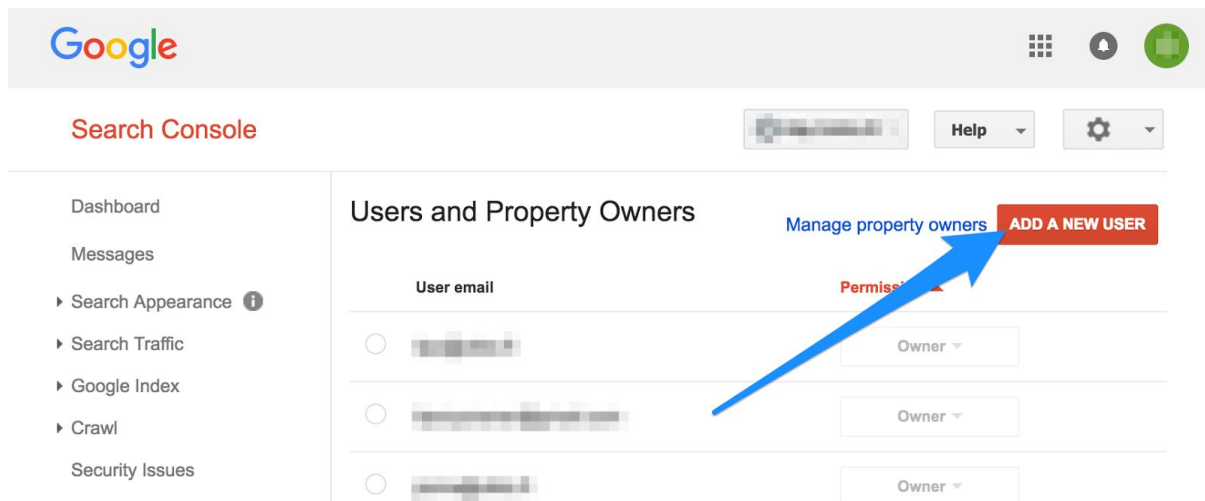 Google
Search Console
Help
Dashboard
Messages
Search Appearance
Search Traffic
Google Index
Crawl
Security Issues
Users and Property Owners
Manage property owners
ADD A NEW USER
User email
Owner
Owner
Owner